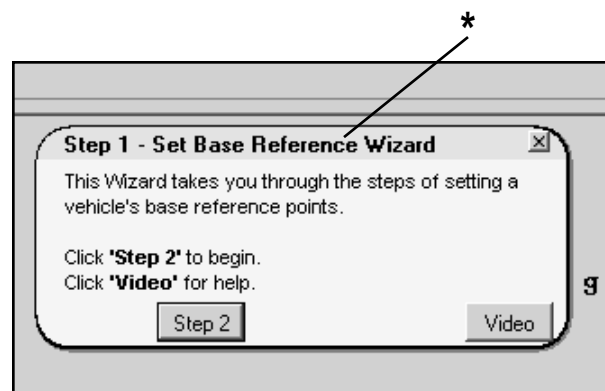 *
Step 1 - Set Base Reference Wizard
This Wizard takes you through the steps of setting a
vehicle's base reference points.
Click 'Step 2' to begin.
Click 'Video' for help.
g
Step 2 Video